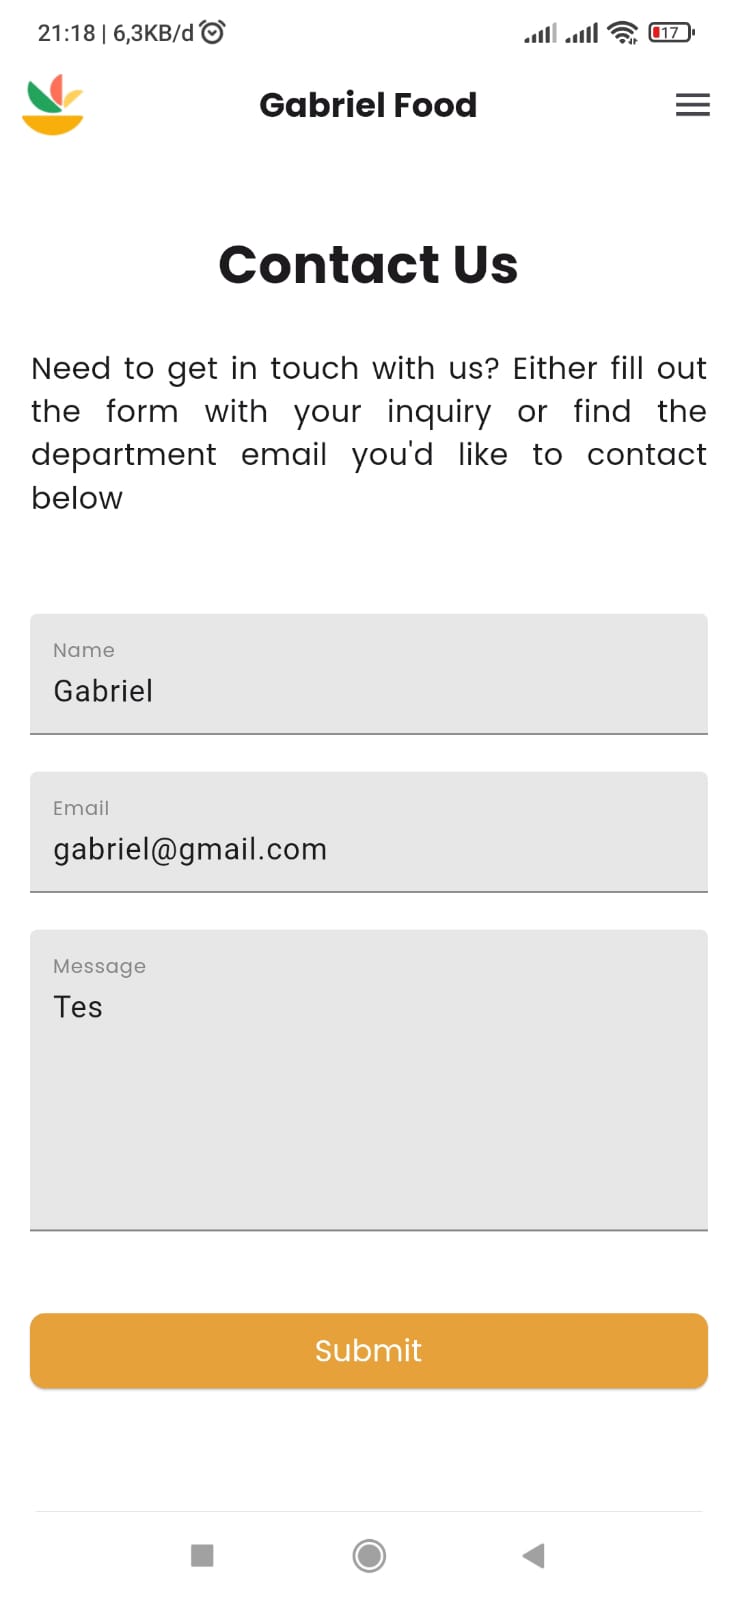 21:18 | 6,3KB/d
17
Gabriel Food
Contact Us
Need to get in touch with us? Either fill out
the form with your inquiry or find the
department email you'd like to contact
below
Name
Gabriel
Email
gabriel@gmail.com
Message
Tes
Submit